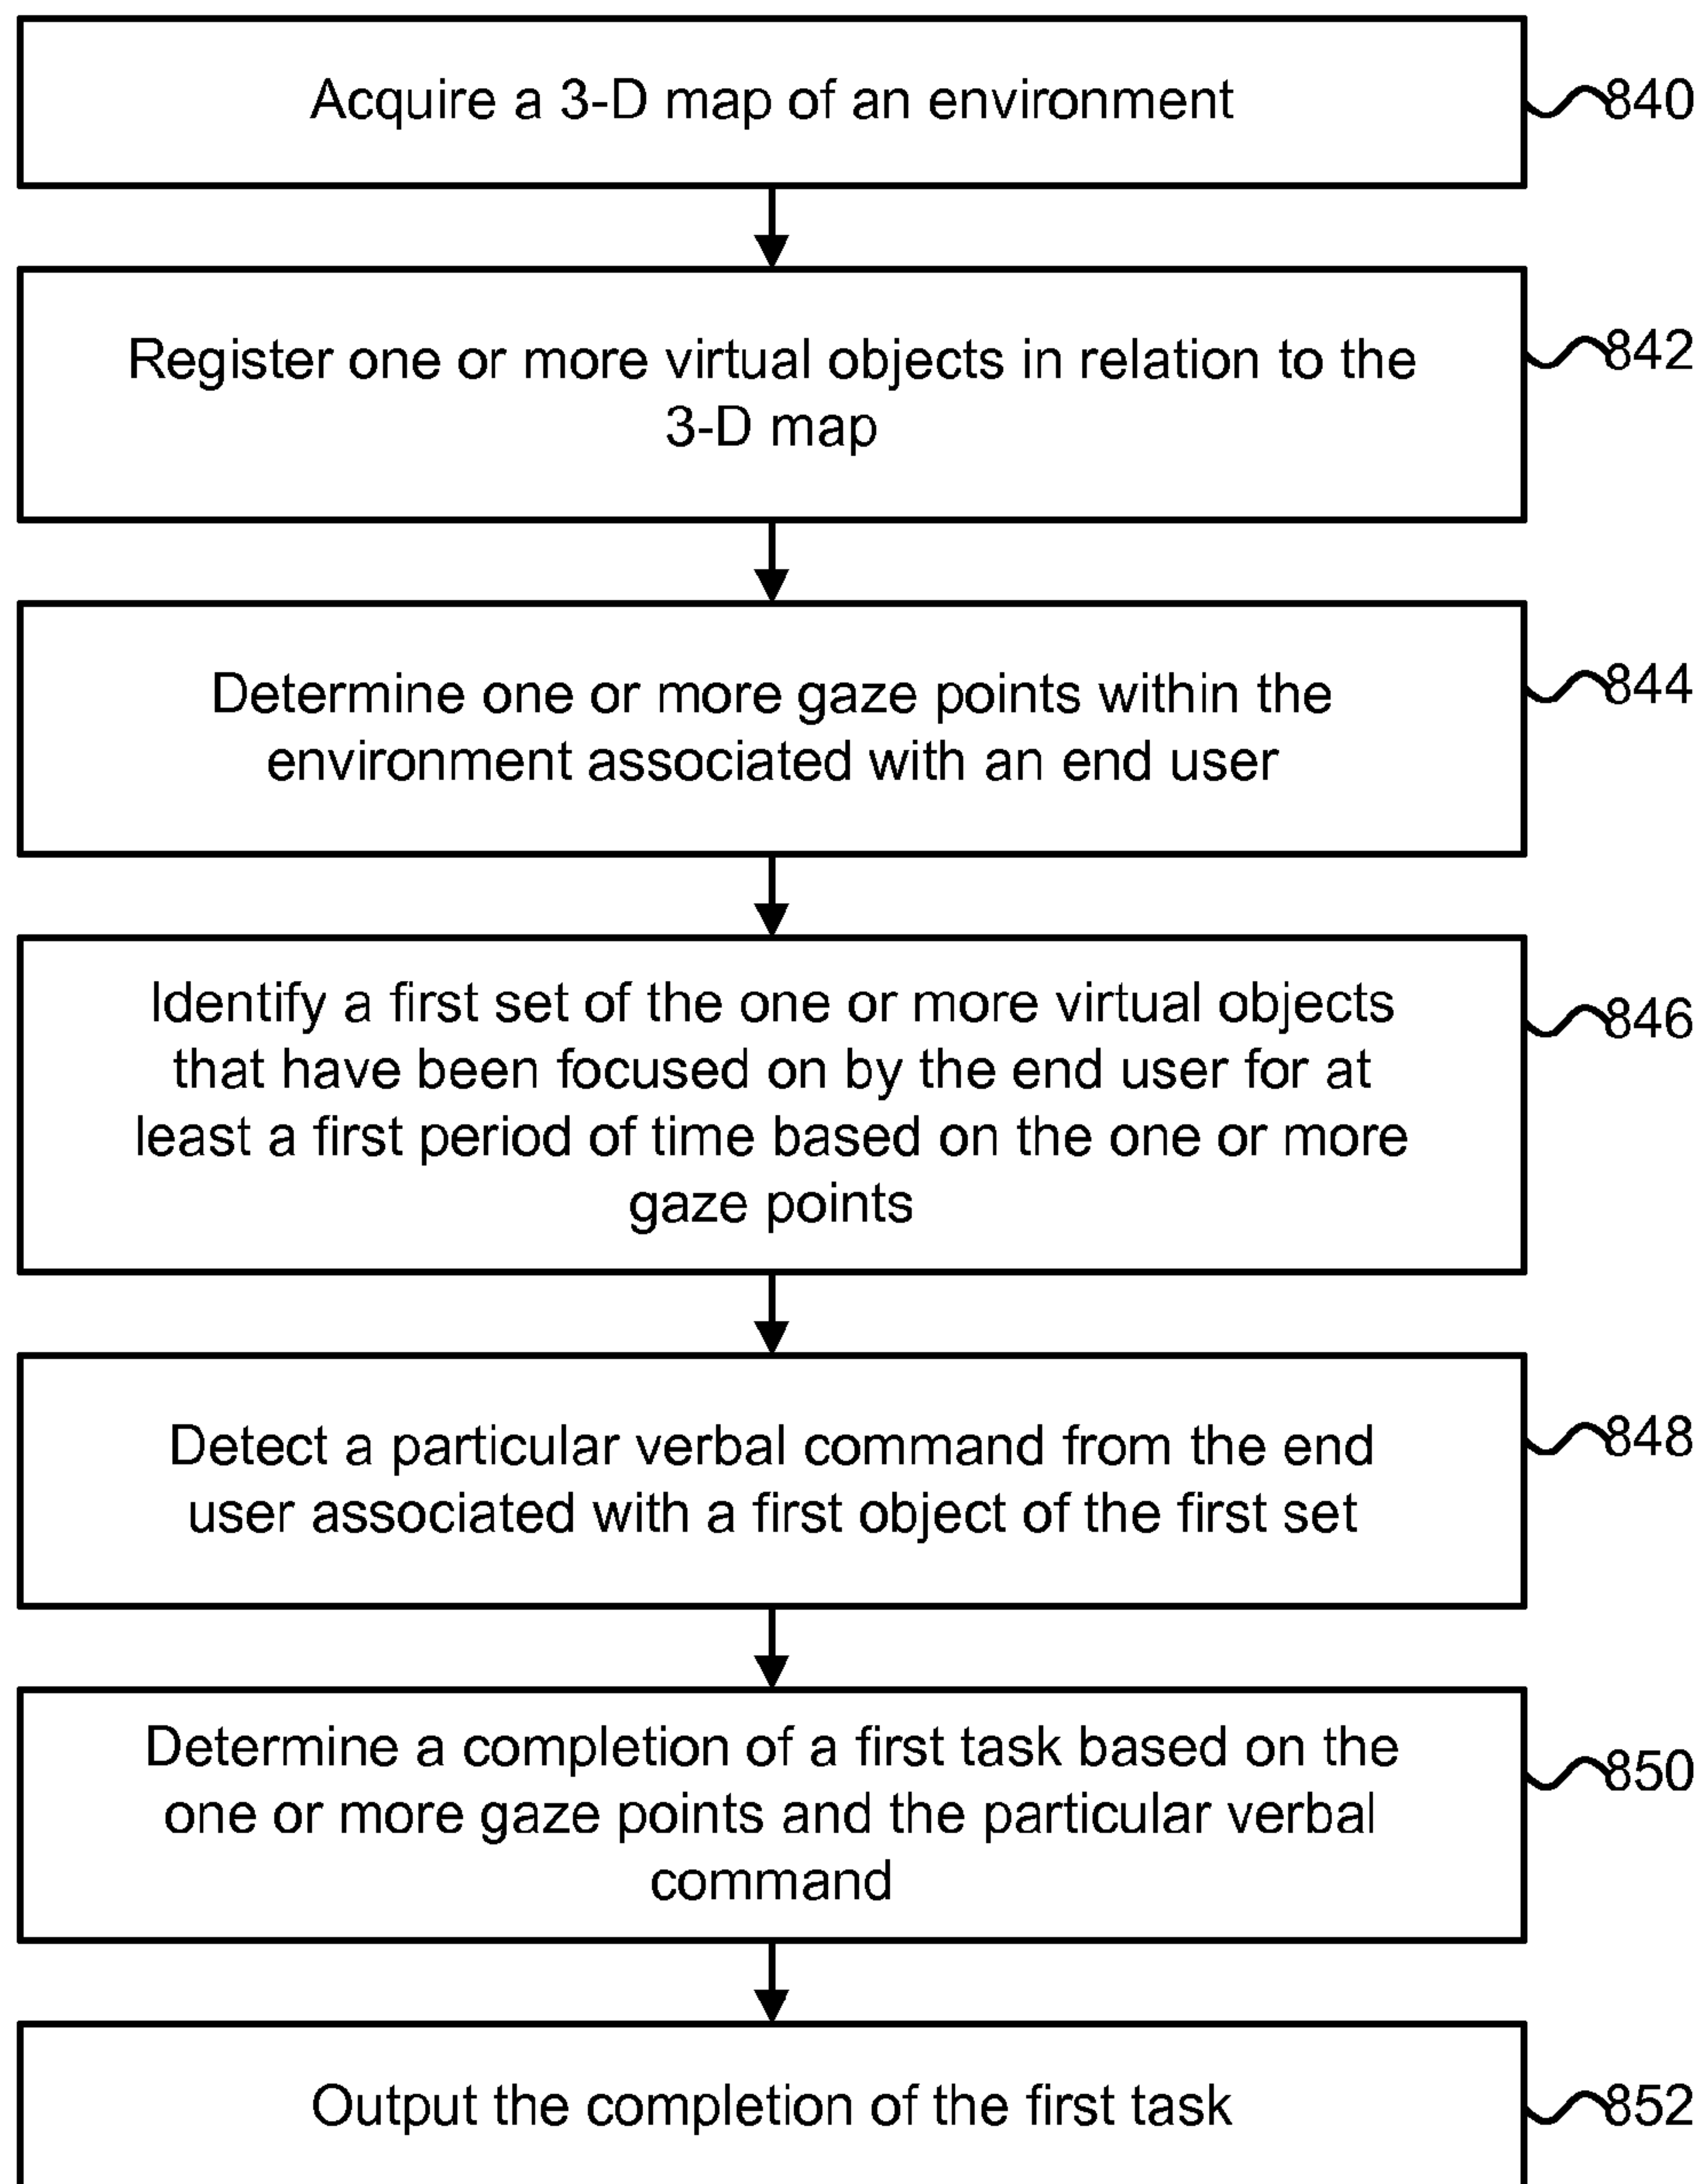 Acquire a 3-D map of an environment
840
Register one or more virtual objects in relation to the
3-D map
842
Determine one or more gaze points within the
environment associated with an end user
844
Identify a first set of the one or more virtual objects
that have been focused on by the end user for at
least a first period of time based on the one or more
gaze points
846
Detect a particular verbal command from the end
user associated with a first object of the first set
848
Determine a completion of a first task based on the
one or more gaze points and the particular verbal
command
850
Output the completion of the first task
852